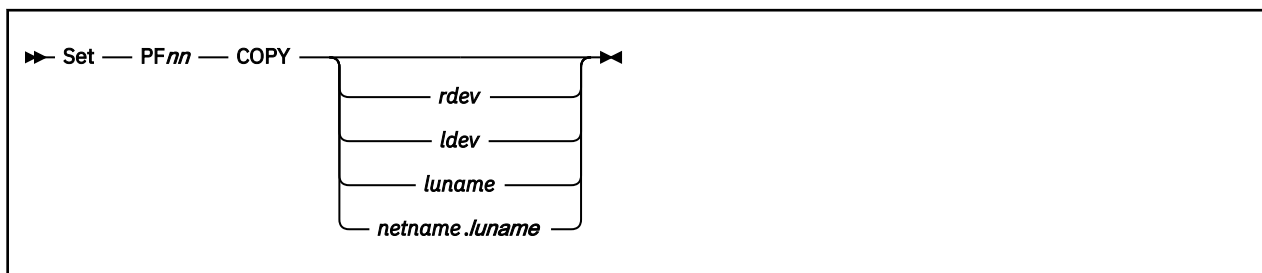 Set PFnn COPY
rdev
ldev
luname
netname.luname